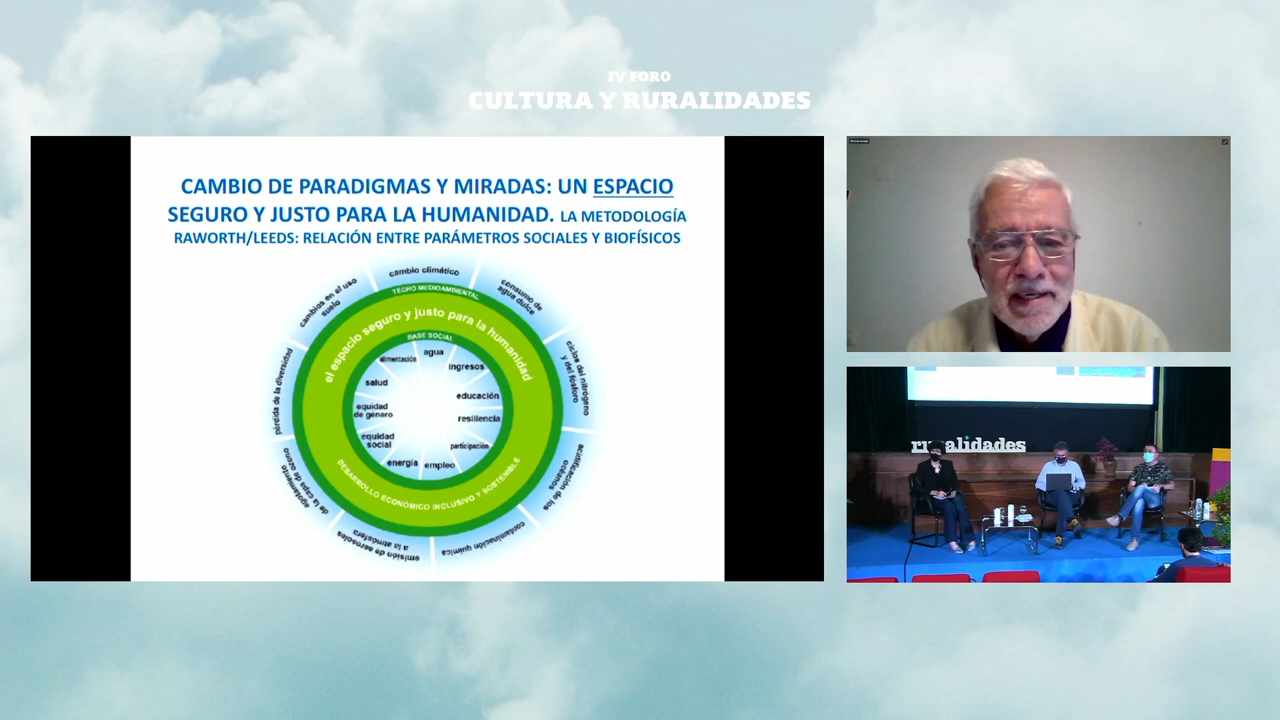 IV FORO
CULTURA Y RURALIDADES
CAMBIO DE PARADIGMAS Y MIRADAS: UN ESPACIO
SEGURO Y JUSTO PARA LA HUMANIDAD. LA METODOLOGÍA
RAWORTH/LEEDS: RELACIÓN ENTRE PARÁMETROS SOCIALES Y BIOFÍSICOS
cambio climático
consumo de
agua dulce
ciclos del nitrógeno
y del fósforo
acidificación de los
océanos
contaminación química
emisión de aerosoles
a la atmósfera
agotamiento
de la capa de ozono
pérdida de la diversidad
cambios en el uso
suelo
TECHO MEDIOAMBIENTAL
el espacio seguro y justo para la humanidad
BASE SOCIAL
agua
ingresos
educación
resiliencia
participación
empleo
energía
equidad
social
equidad
de género
salud
alimentación
DESARROLLO ECONÓMICO INCLUSIVO Y SOSTENIBLE
ruralidades